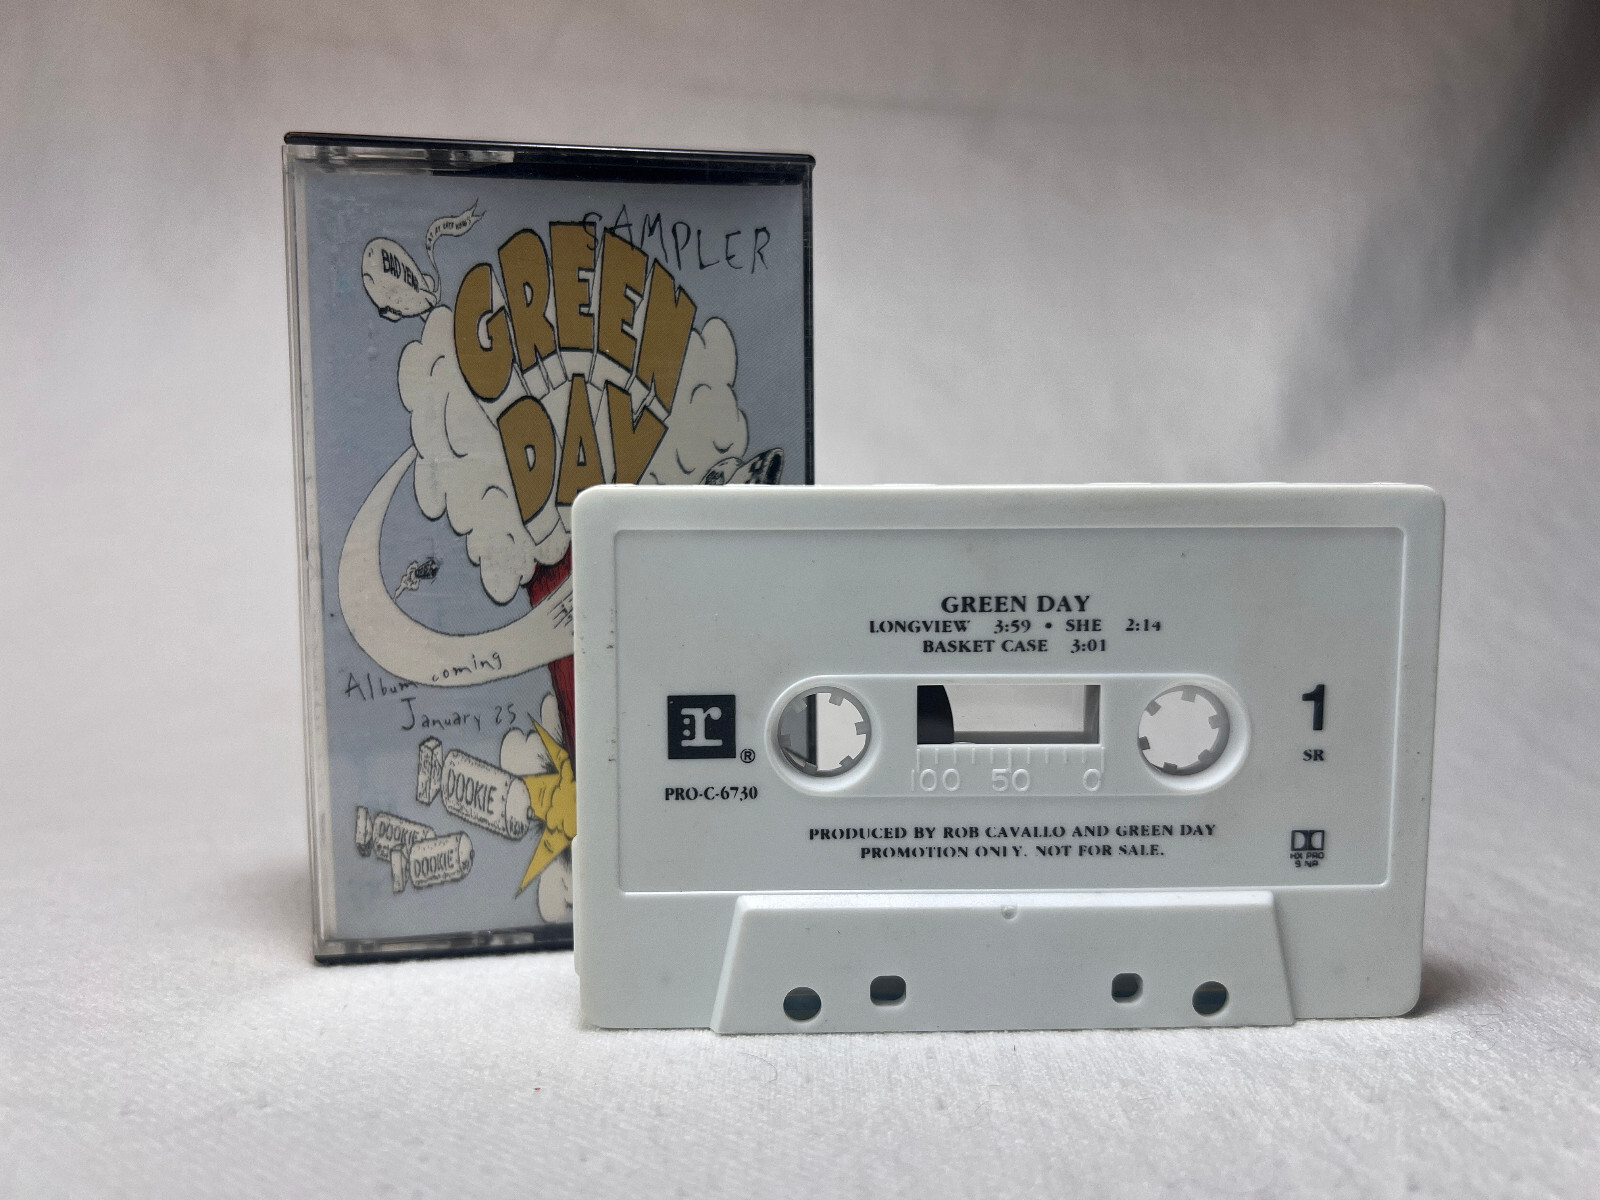 SAMPLER
BAD YEAR
GREEN
DAY
Album coming
January 25
DOOKIE
DOOKIE
DOOKIE
GREEN DAY
LONGVIEW 3:59 • SHE 2:14
BASKET CASE 3:01
r ®
1
SR
PRO-C-6730
100 50 0
PRODUCED BY ROB CAVALLO AND GREEN DAY
PROMOTION ONLY. NOT FOR SALE.
HX PRO